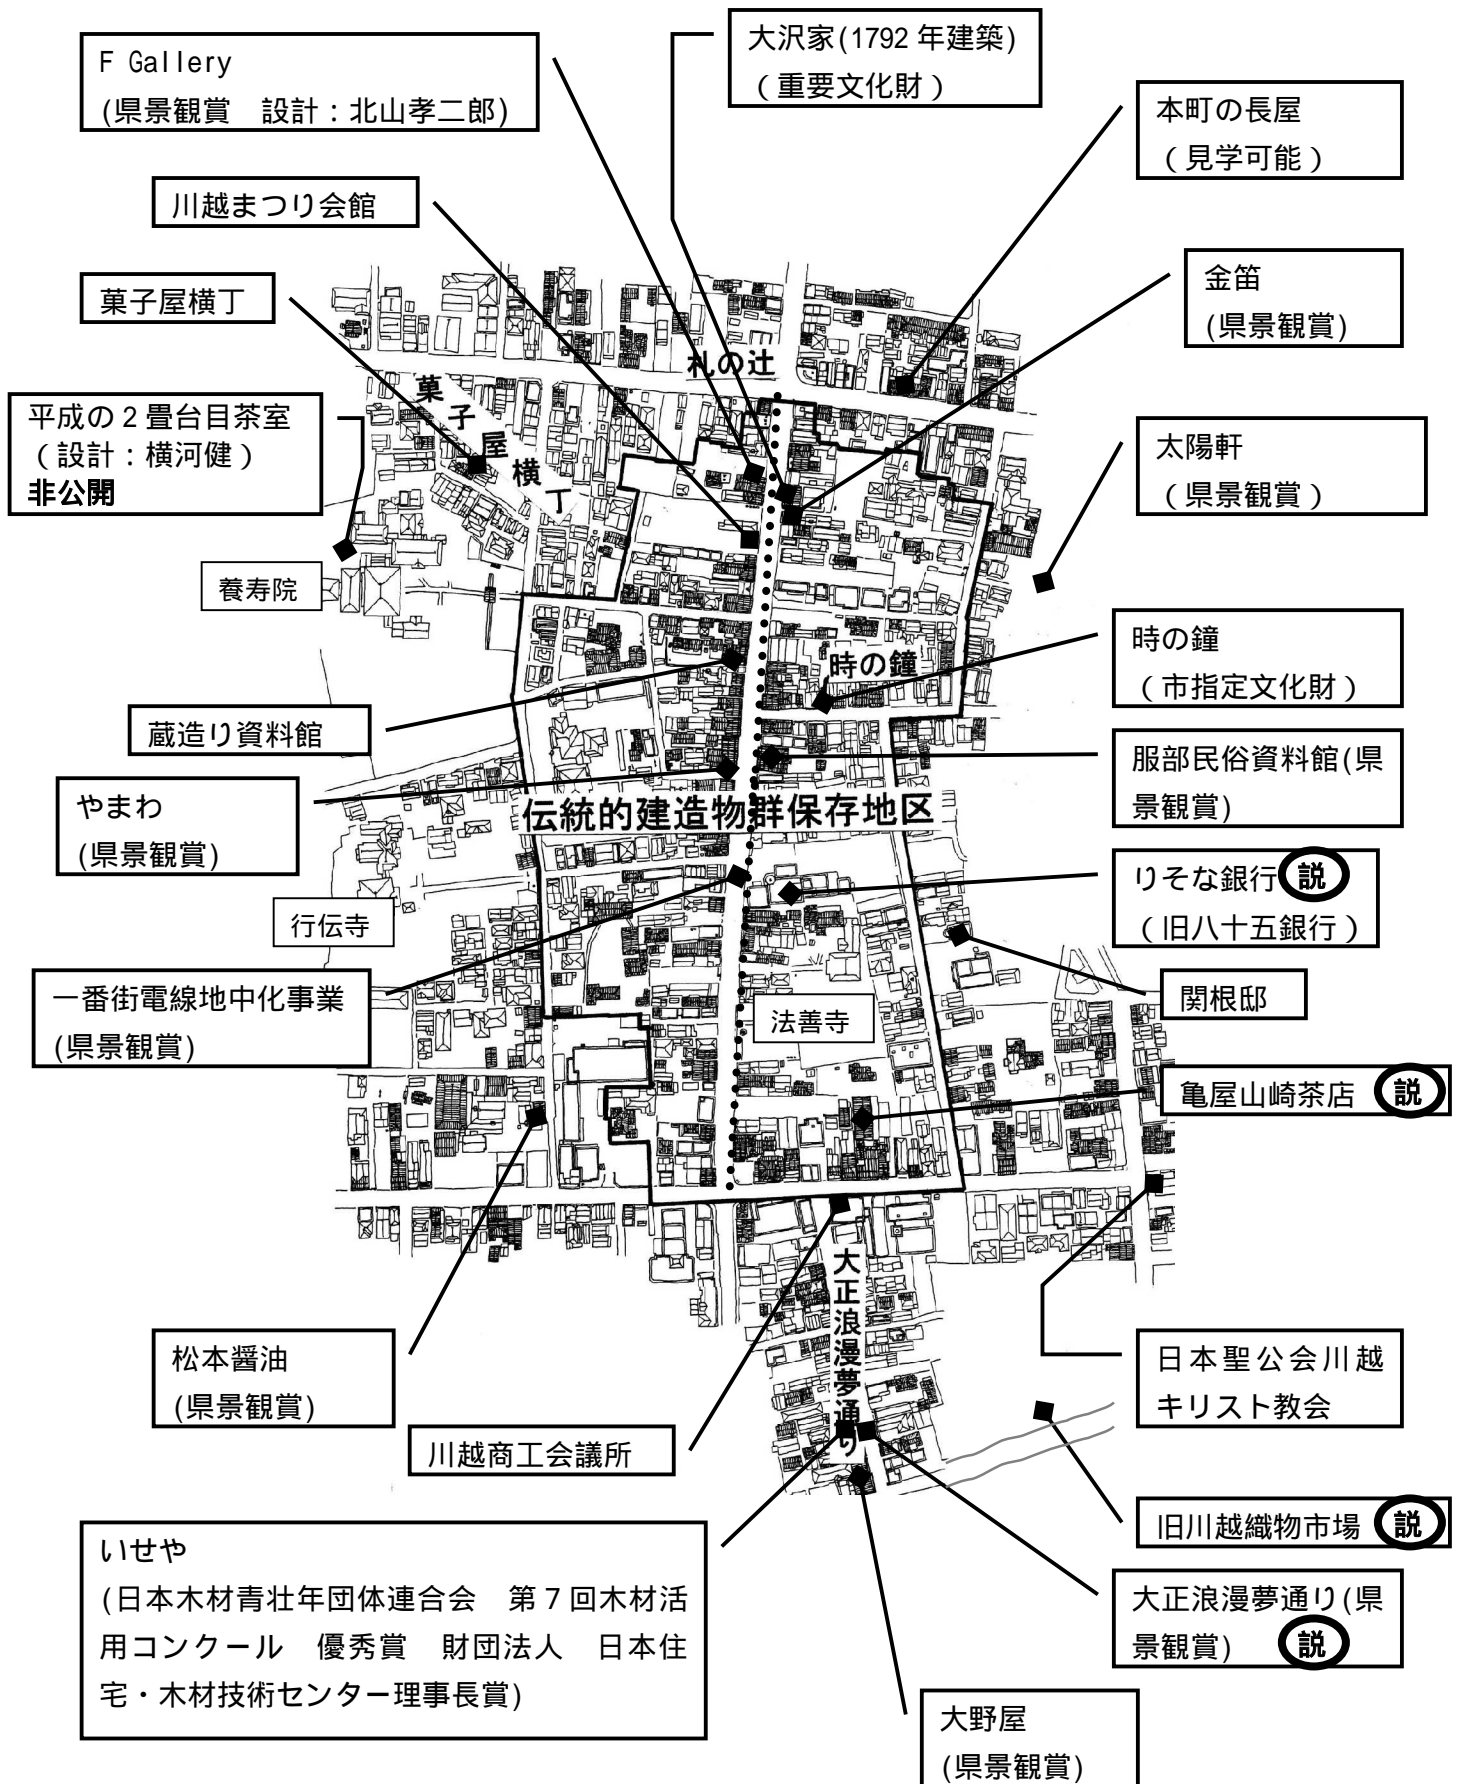 F Gallery
(県景観賞　設計：北山孝二郎)
大沢家(1792 年建築)
（重要文化財）
本町の長屋
（見学可能）
川越まつり会館
金笛
(県景観賞)
菓子屋横丁
札の辻
菓子屋横丁
平成の２畳台目茶室
（設計：横河健）
非公開
太陽軒
（県景観賞）
養寿院
時の鐘
時の鐘
（市指定文化財）
蔵造り資料館
服部民俗資料館(県
景観賞)
やまわ
(県景観賞)
伝統的建造物群保存地区
りそな銀行 説
（旧八十五銀行）
行伝寺
一番街電線地中化事業
(県景観賞)
関根邸
法善寺
亀屋山崎茶店 説
大正浪漫夢通り
松本醤油
(県景観賞)
日本聖公会川越
キリスト教会
川越商工会議所
旧川越織物市場 説
いせや
(日本木材青壮年団体連合会　第７回木材活
用コンクール　優秀賞　財団法人　日本住
宅・木材技術センター理事長賞)
大正浪漫夢通り(県
景観賞) 説
大野屋
(県景観賞)